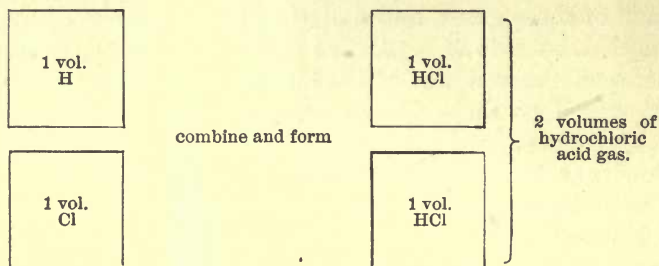 1 vol.
H
1 vol.
HCl
combine and form
2 volumes of
hydrochloric
acid gas.
1 vol.
Cl
1 vol.
HCl